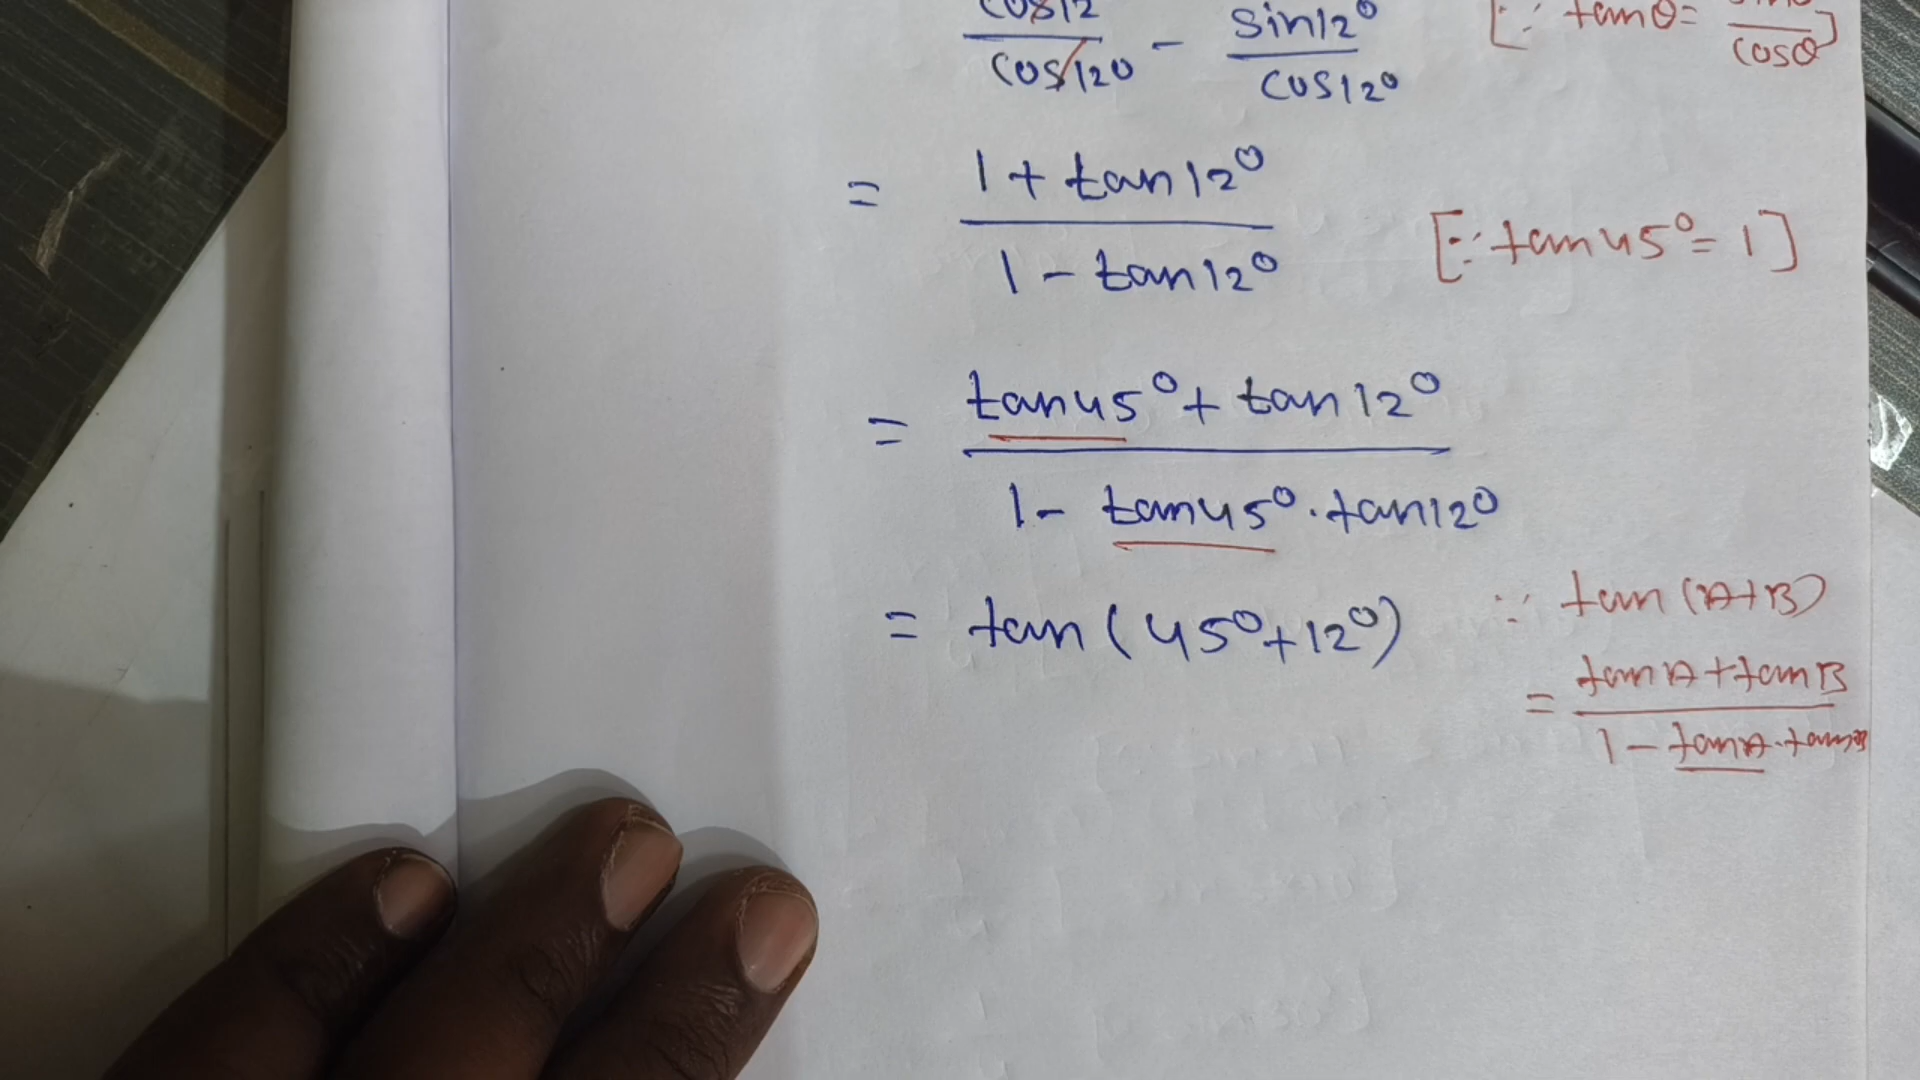 cos12
cos12° - sin12° / cos12° [∵ tanθ = sinθ / cosθ]
= 1 + tan12° / 1 - tan12° [∵ tan45° = 1]
= tan45° + tan12° / 1 - tan45° . tan12°
= tan(45° + 12°) ∵ tan(A+B)
= tanA + tanB / 1 - tanA . tanB